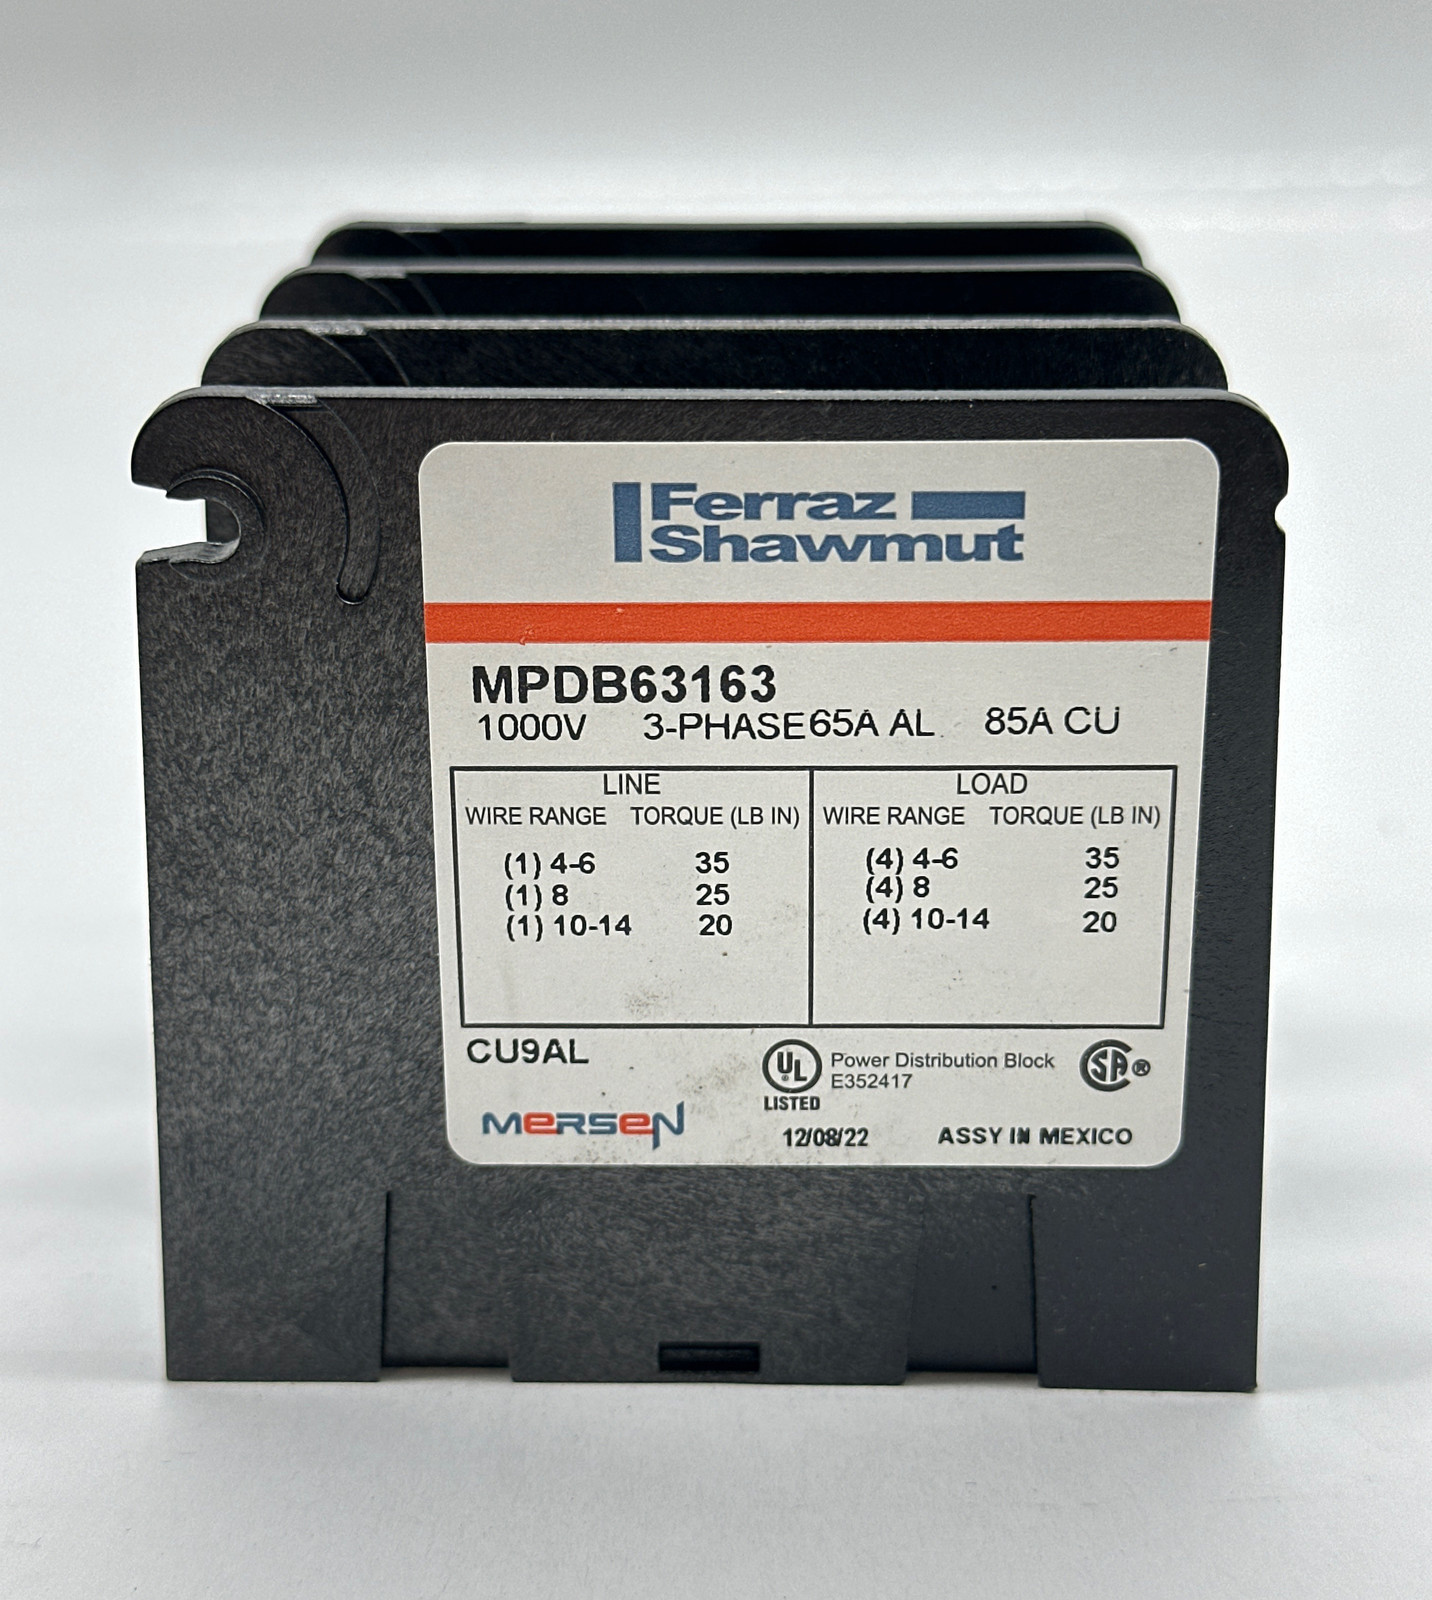 Ferraz
Shawmut
MPDB63163
1000V 3-PHASE 65A AL 85A CU
LINE LOAD
WIRE RANGE TORQUE (LB IN) WIRE RANGE TORQUE (LB IN)
(1) 4-6 35 (4) 4-6 35
(1) 8 25 (4) 8 25
(1) 10-14 20 (4) 10-14 20
CU9AL
UL Power Distribution Block SA ®
E352417
LISTED
MERSEN
12/08/22 ASSY IN MEXICO